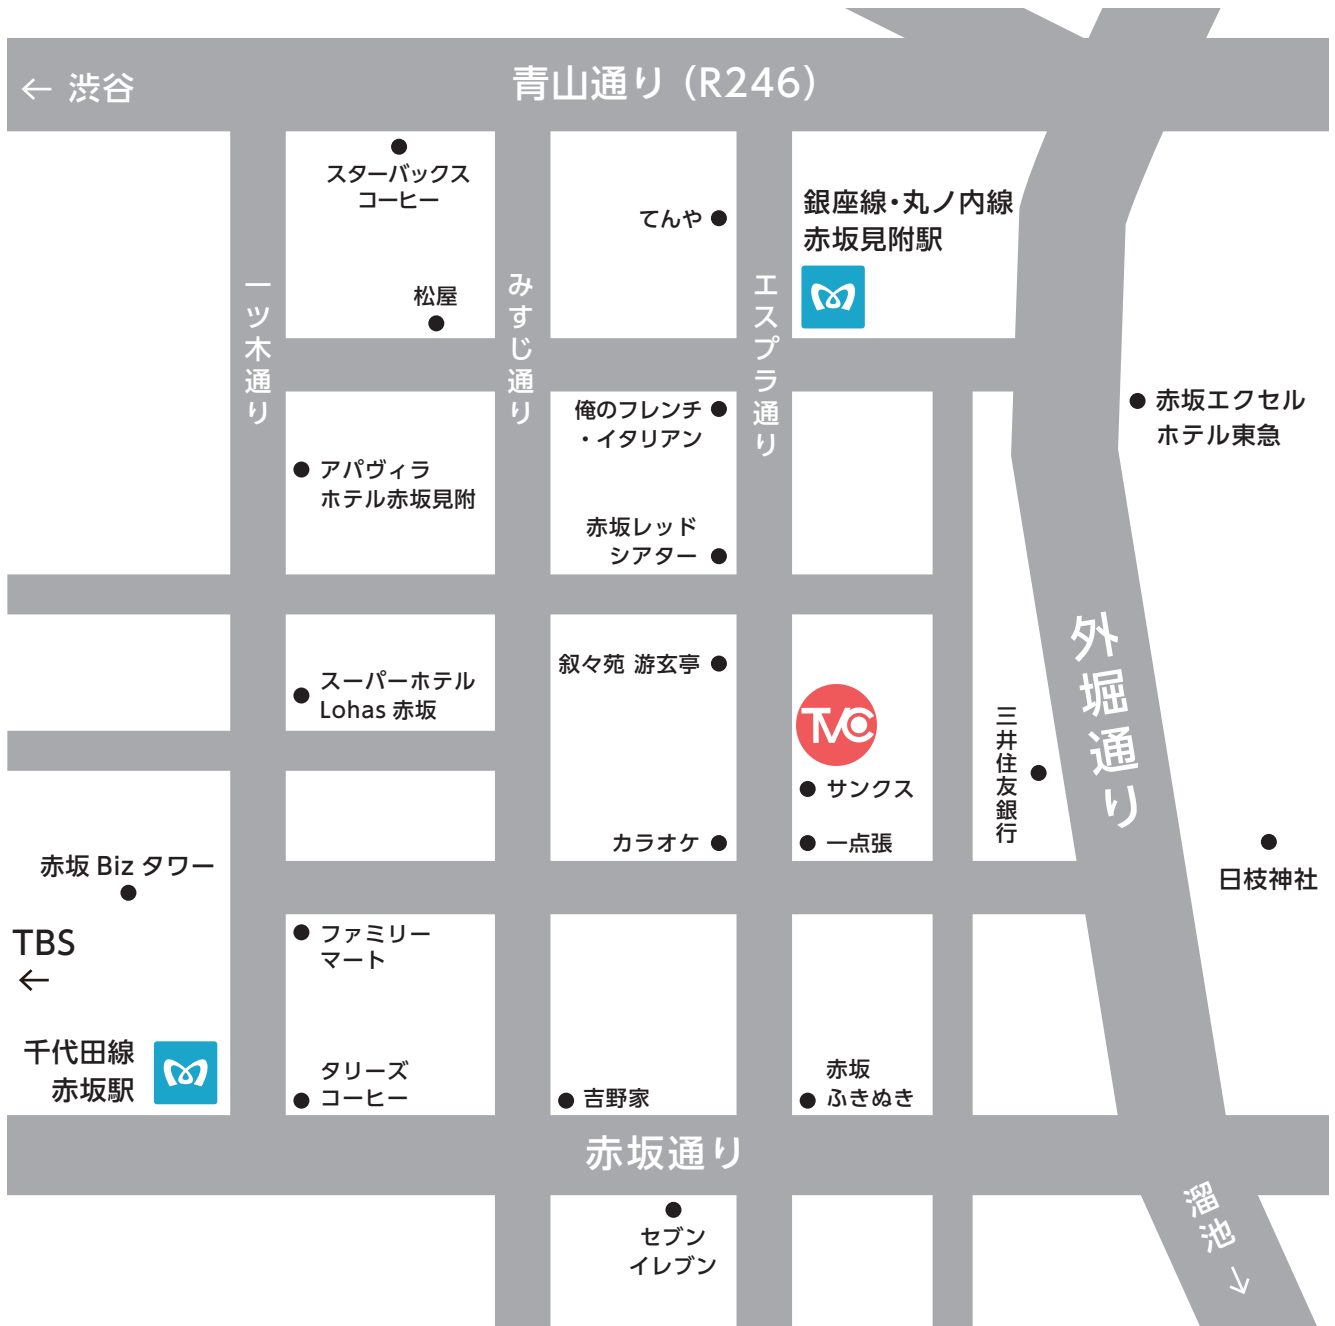 ← 渋谷
青山通り (R246)
スターバックス
コーヒー
てんや
銀座線・丸ノ内線
赤坂見附駅
松屋
一ツ木通り
みすじ通り
エスプラ通り
俺のフレンチ
・イタリアン
赤坂エクセル
ホテル東急
アパヴィラ
ホテル赤坂見附
赤坂レッド
シアター
外堀通り
叙々苑 游玄亭
スーパーホテル
Lohas 赤坂
TVC
三井住友銀行
サンクス
カラオケ
一点張
日枝神社
赤坂 Biz タワー
TBS
←
ファミリー
マート
千代田線
赤坂駅
タリーズ
コーヒー
吉野家
赤坂
ふきぬき
赤坂通り
溜池 →
セブン
イレブン